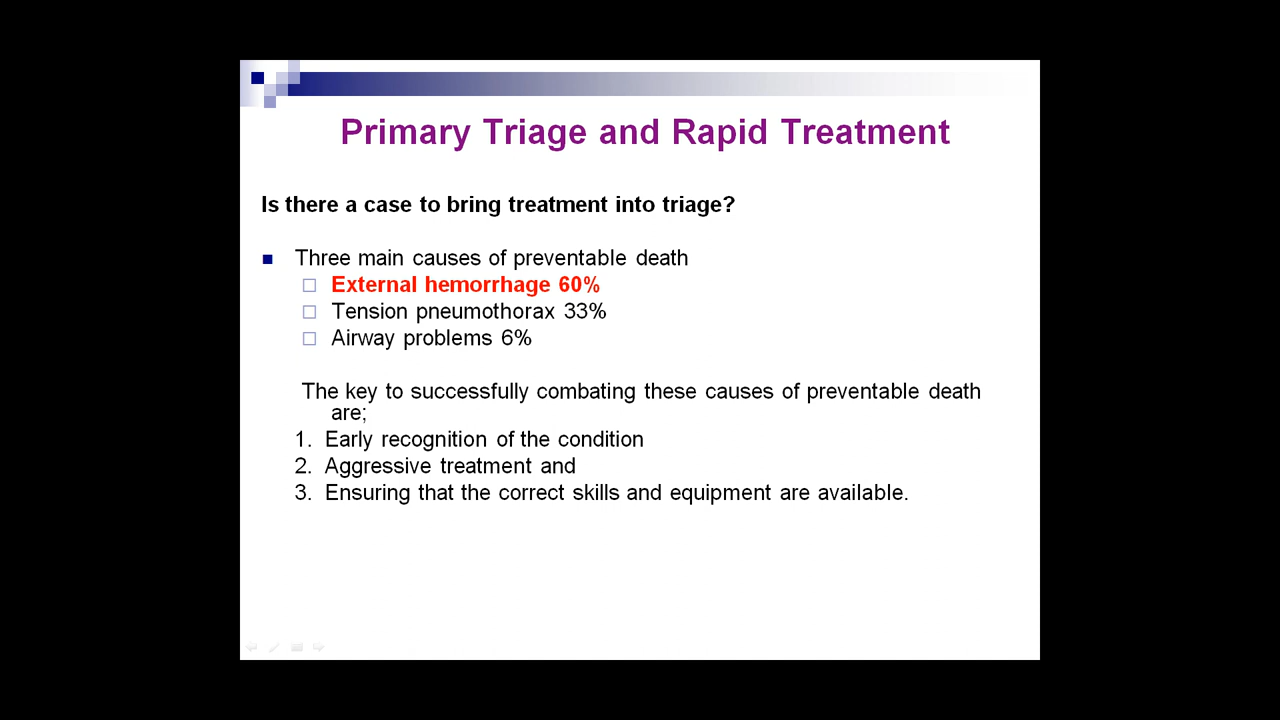 Primary Triage and Rapid Treatment
Is there a case to bring treatment into triage?
Three main causes of preventable death
External hemorrhage 60%
Tension pneumothorax 33%
Airway problems 6%
The key to successfully combating these causes of preventable death
are;
1. Early recognition of the condition
2. Aggressive treatment and
3. Ensuring that the correct skills and equipment are available.